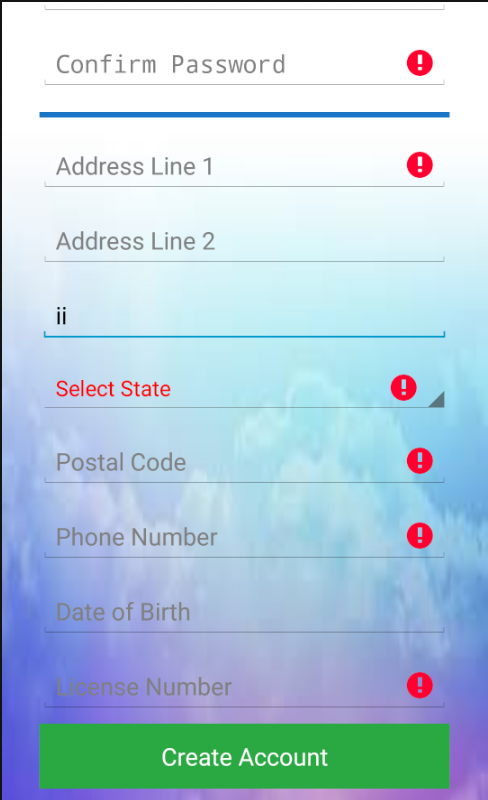 Confirm Password
Address Line 1
Address Line 2
ii
Select State
Postal Code
Phone Number
Date of Birth
License Number
Create Account